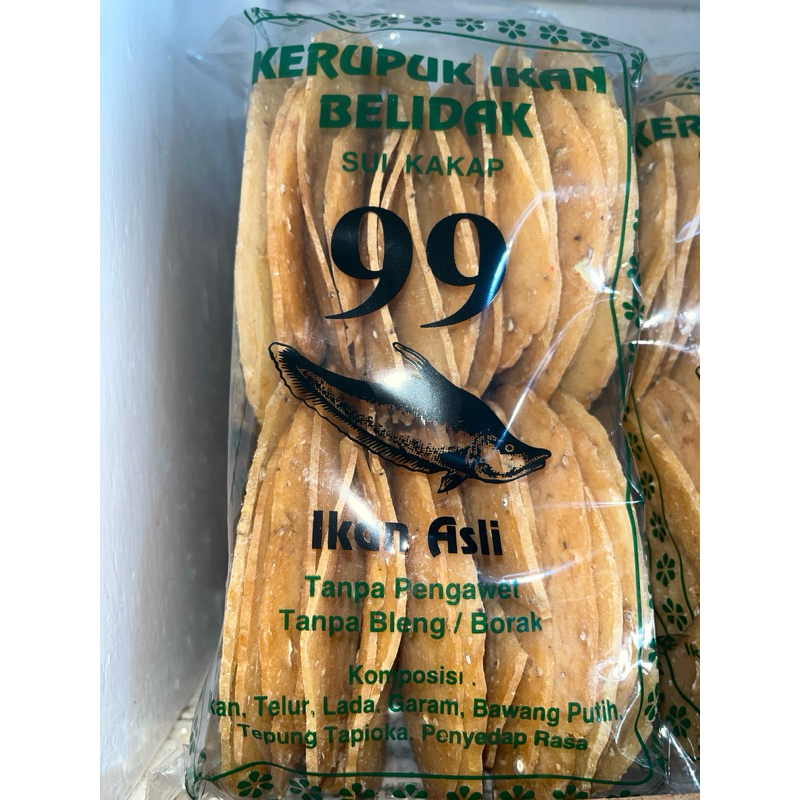 KERUPUK IKAN
BELIDAK
SUI KAKAP
99
Ikan Asli
Tanpa Pengawet
Tanpa Bleng / Borak
Komposisi .
Ikan, Telur, Lada, Garam, Bawang Putih,
Tepung Tapioka, Penyedap Rasa
KER